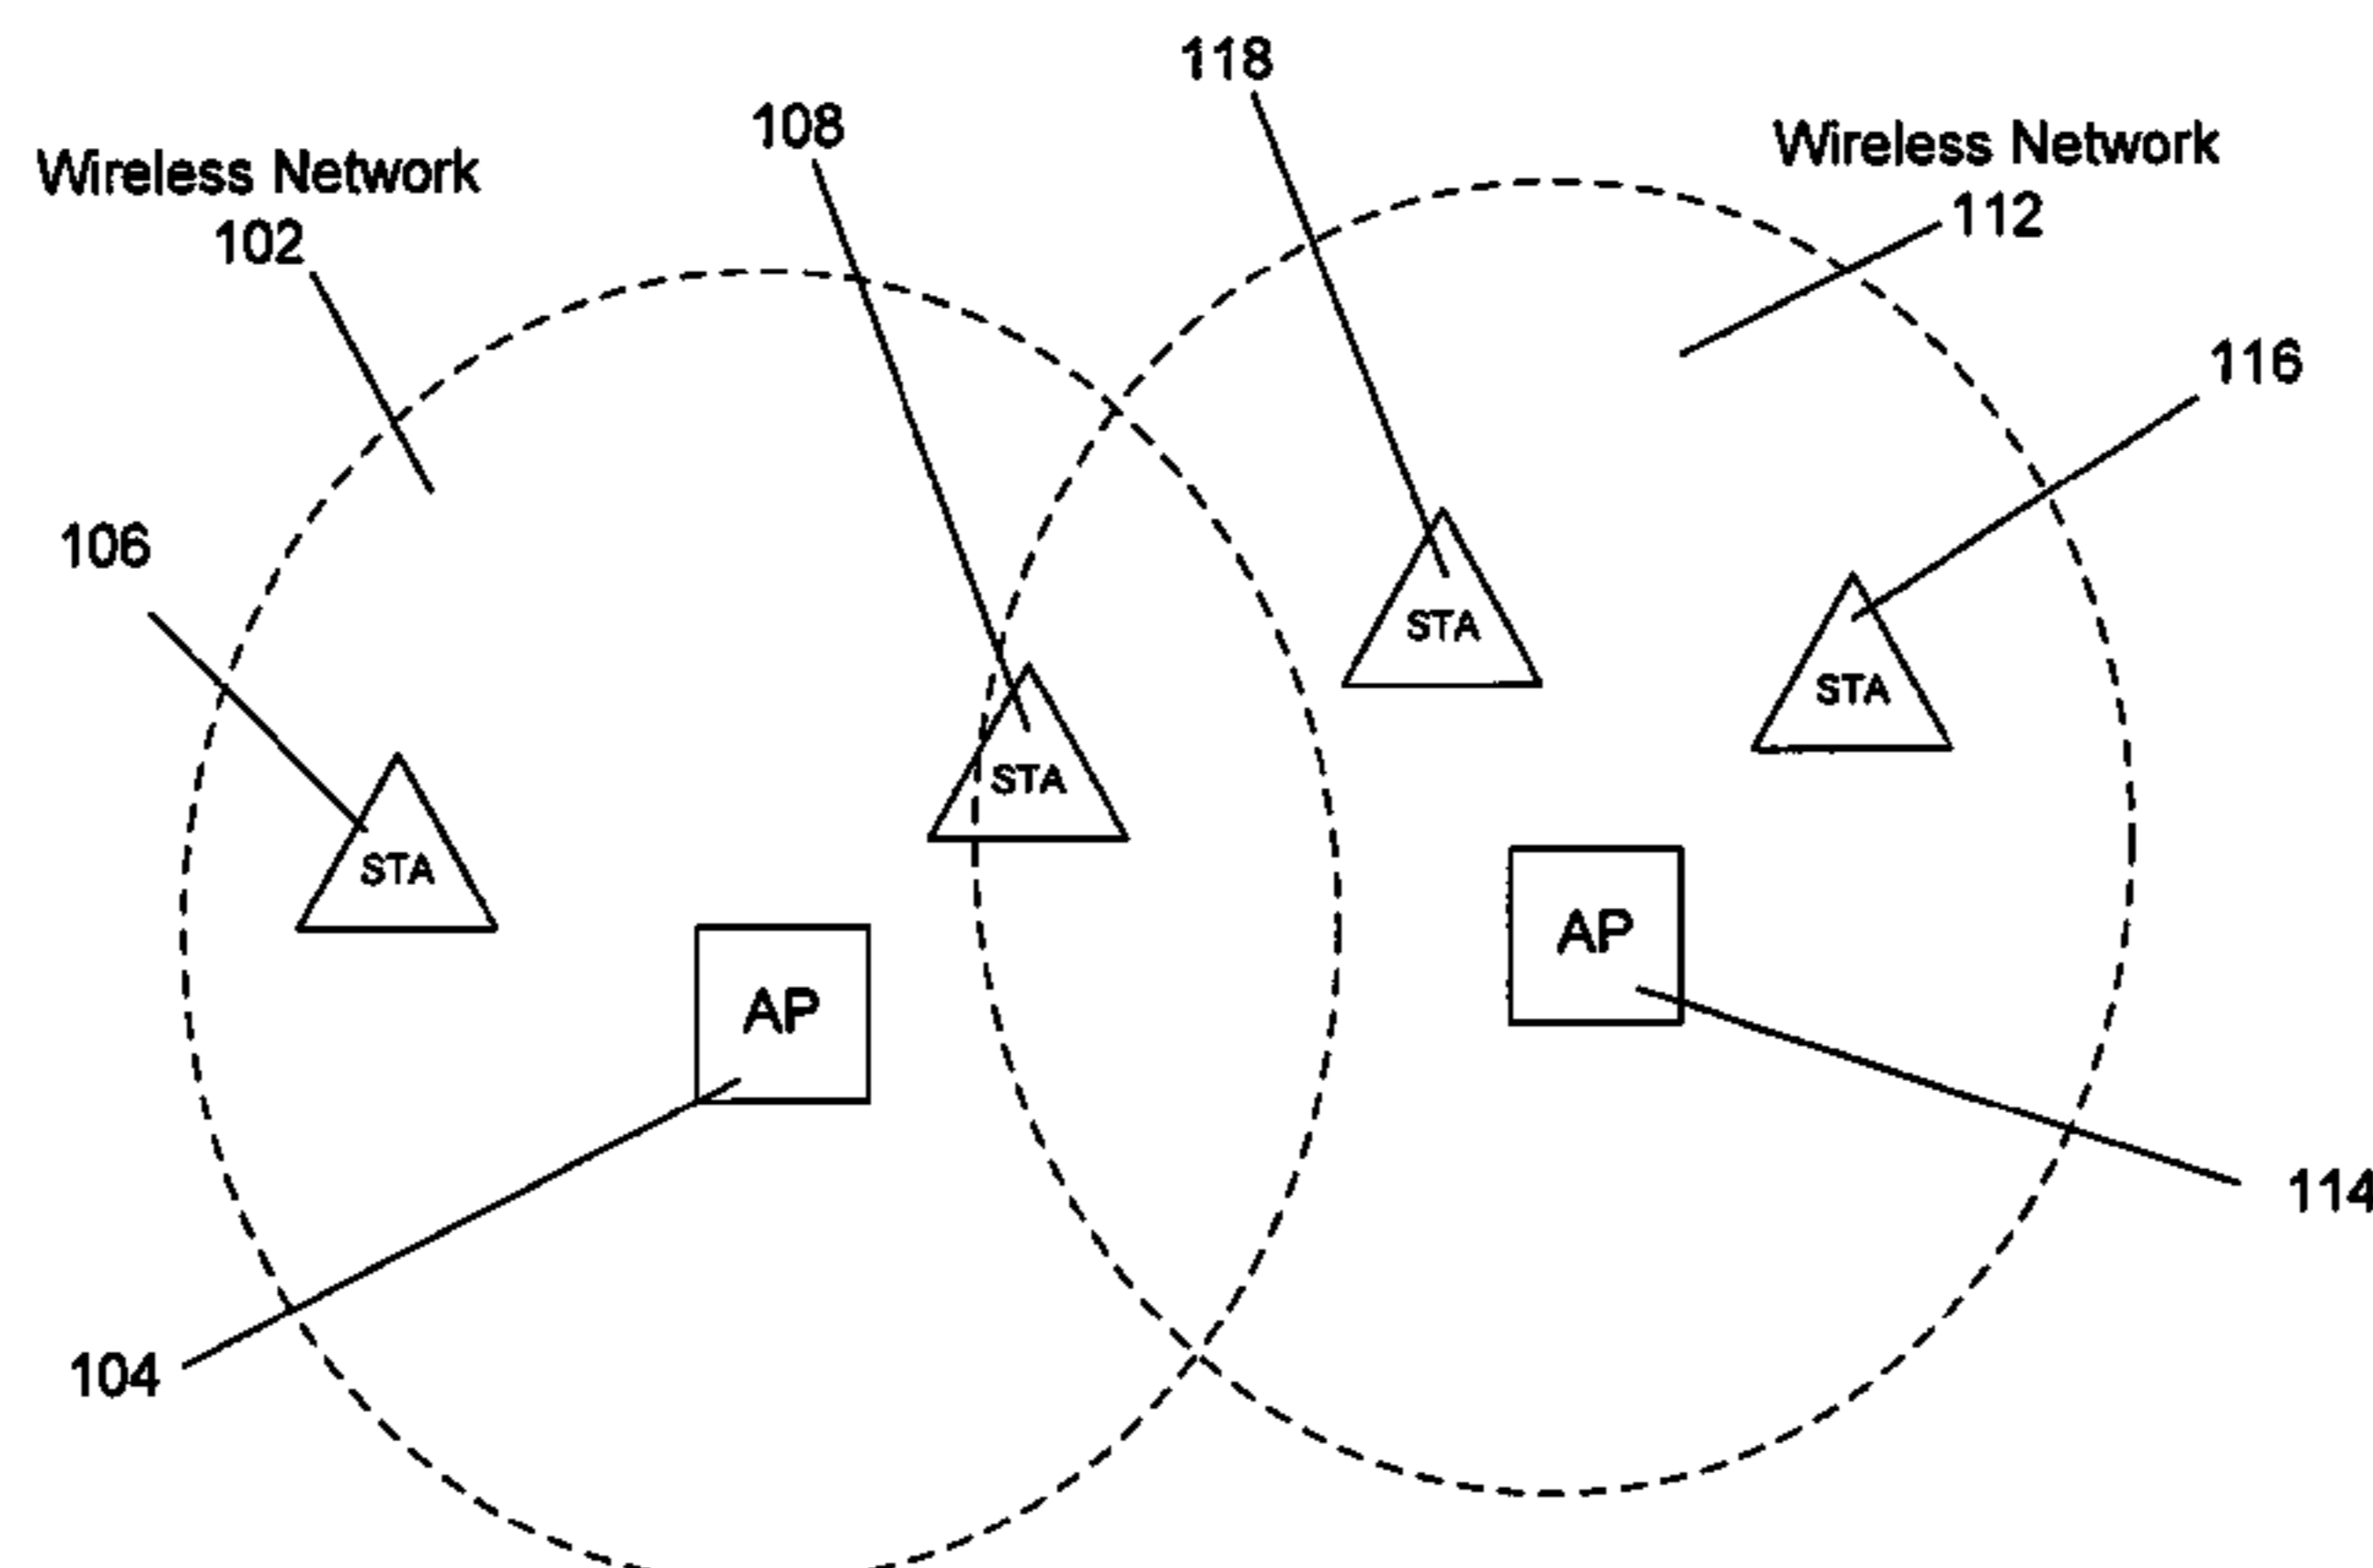 118
108
Wireless Network
112
Wireless Network
102
116
106
STA
STA
STA
STA
AP
AP
114
104